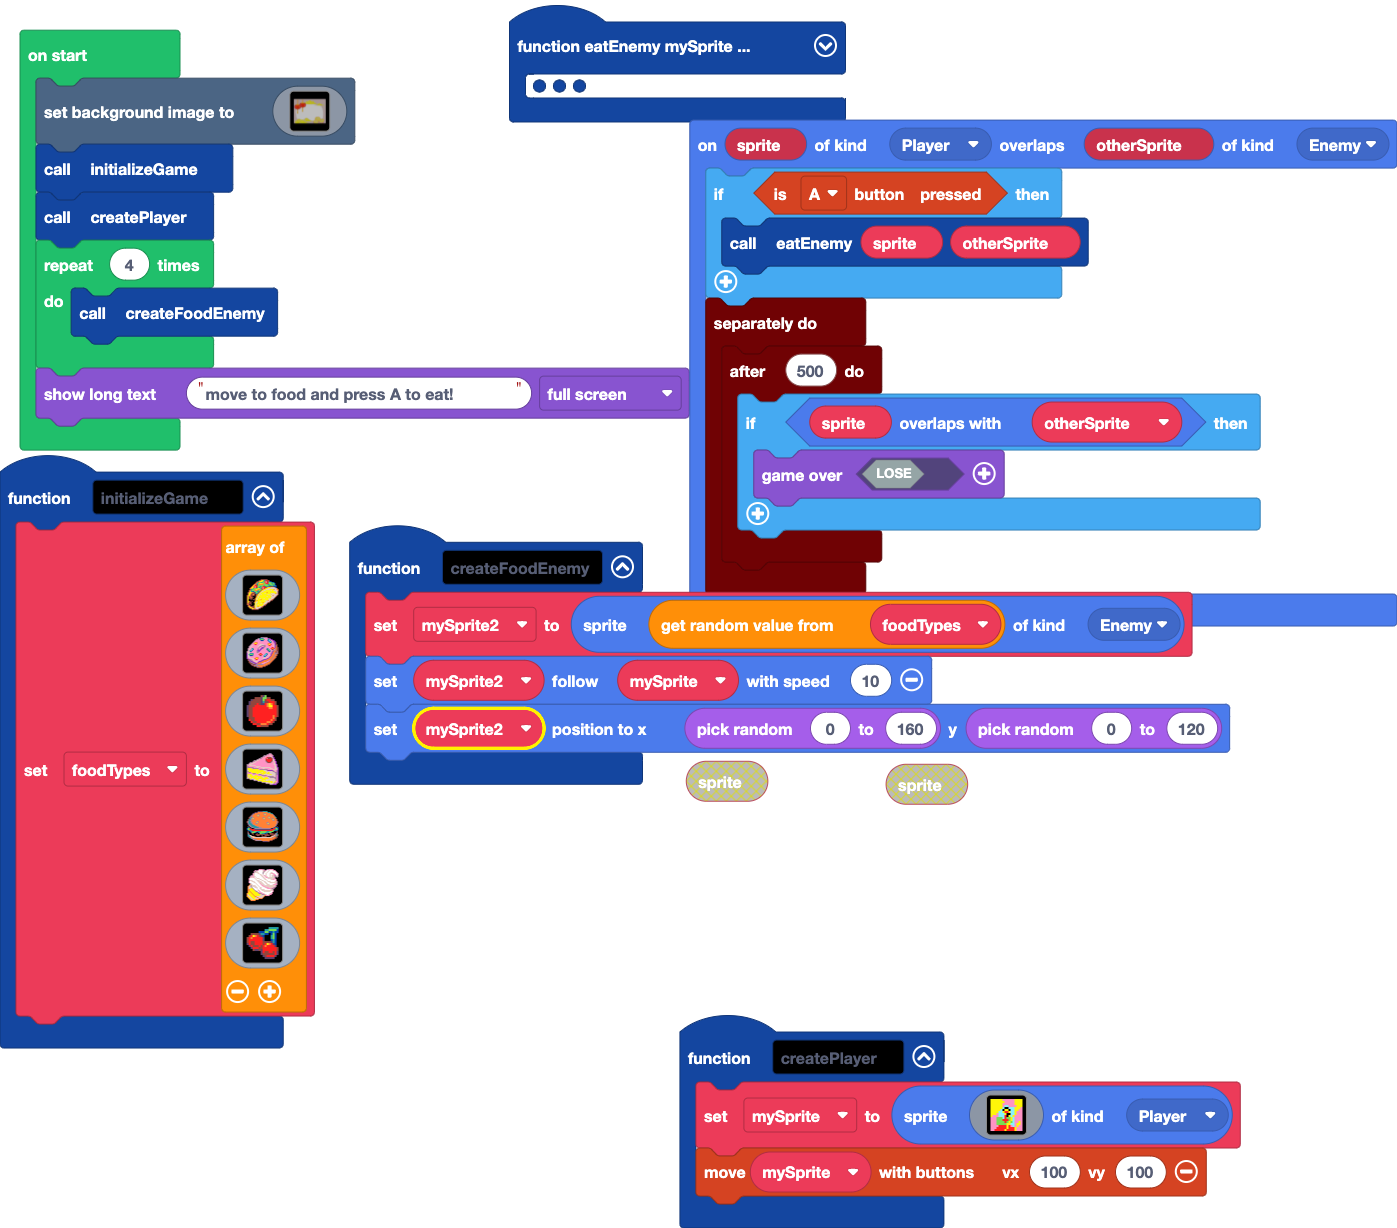 on start
set background image to
call initializeGame
call createPlayer
repeat 4 times
do call createFoodEnemy
show long text "move to food and press A to eat!" full screen
function eatEnemy mySprite ...
on sprite of kind Player overlaps otherSprite of kind Enemy
if is A button pressed then
call eatEnemy sprite otherSprite
separately do
after 500 do
if sprite overlaps with otherSprite then
game over LOSE
function initializeGame
array of
set foodTypes to
function createFoodEnemy
set mySprite2 to sprite get random value from foodTypes of kind Enemy
set mySprite2 follow mySprite with speed 10
set mySprite2 position to x pick random 0 to 160 y pick random 0 to 120
sprite sprite
function createPlayer
set mySprite to sprite of kind Player
move mySprite with buttons vx 100 vy 100